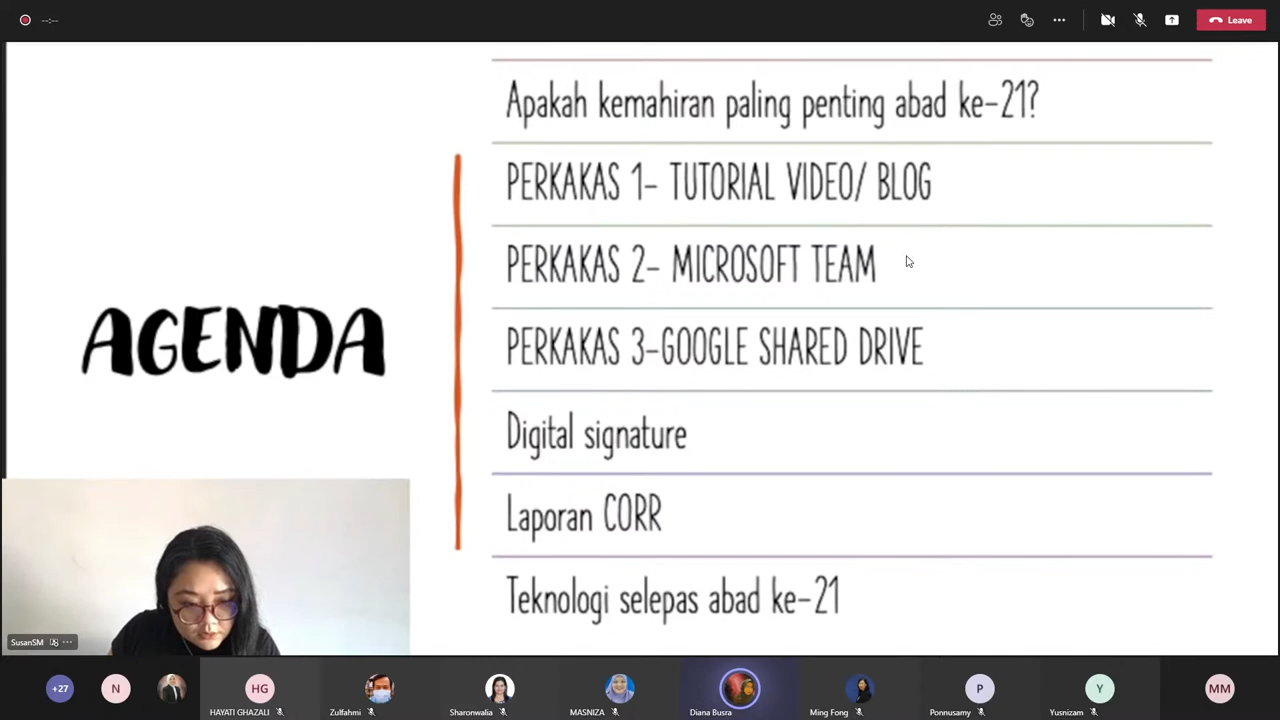 --:--
Leave
Apakah kemahiran paling penting abad ke-21?
PERKAKAS 1- TUTORIAL VIDEO/ BLOG
PERKAKAS 2- MICROSOFT TEAM
PERKAKAS 3-GOOGLE SHARED DRIVE
Digital signature
Laporan CORR
Teknologi selepas abad ke-21
AGENDA
SusanSM
+27
N
HG
P
Y
MM
HAYATI GHAZALI
Zulfahmi
Sharonwalia
MASNIZA
Diana Busra
Ming Fong
Ponnusamy
Yusnizam